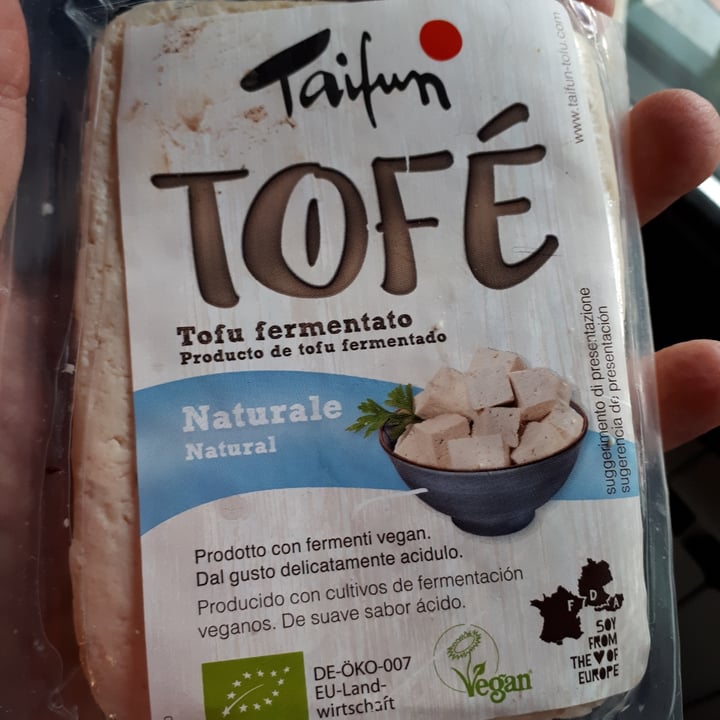 Taifun
www.taifun-tofu.com
TOFÉ
Tofu fermentato
Producto de tofu fermentado
Naturale
Natural
suggerimento di presentazione
sugerencia de presentación
Prodotto con fermenti vegan.
Dal gusto delicatamente acidulo.
Producido con cultivos de fermentación
veganos. De suave sabor ácido.
DE-ÖKO-007
EU-Land-
wirtschaft
Vegan
F D A
SOY
FROM
THE ♥ OF
EUROPE